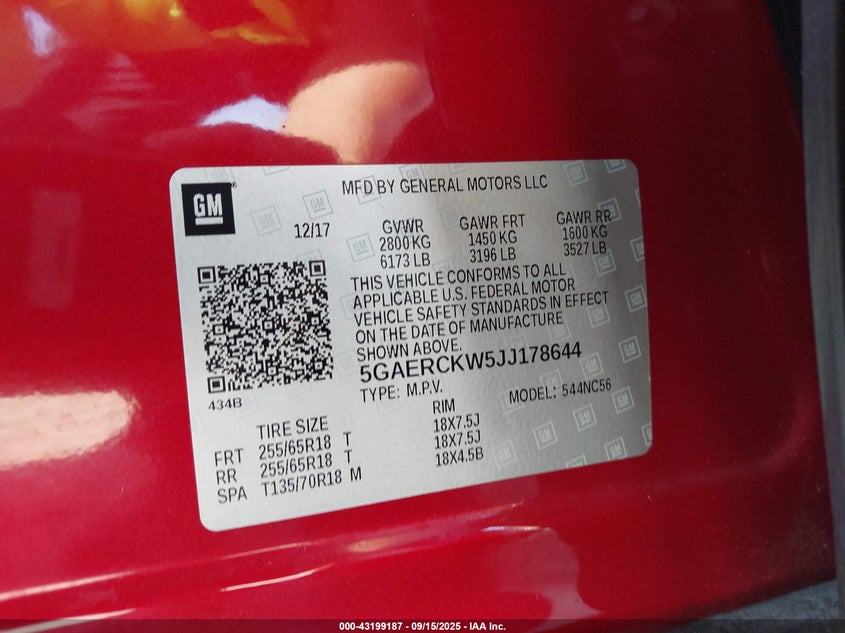 GM
MFD BY GENERAL MOTORS LLC
12/17
GVWR
2800 KG
6173 LB
GAWR FRT
1450 KG
3196 LB
GAWR RR
1600 KG
3527 LB
THIS VEHICLE CONFORMS TO ALL
APPLICABLE U.S. FEDERAL MOTOR
VEHICLE SAFETY STANDARDS IN EFFECT
ON THE DATE OF MANUFACTURE
SHOWN ABOVE.
5GAERCKW5JJ178644
TYPE: M.P.V.
MODEL: 544NC56
434B
TIRE SIZE
RIM
FRT 255/65R18 T 18X7.5J
RR 255/65R18 T 18X7.5J
SPA T135/70R18 M 18X4.5B
000-43199187 - 09/15/2025 - IAA Inc.